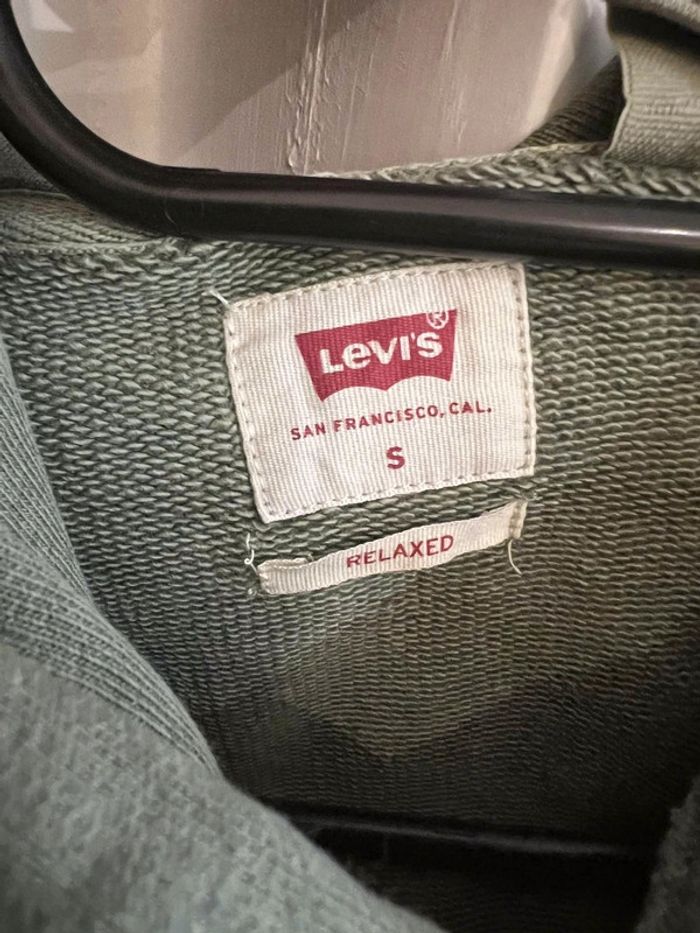 Levi's®
SAN FRANCISCO, CAL.
S
RELAXED